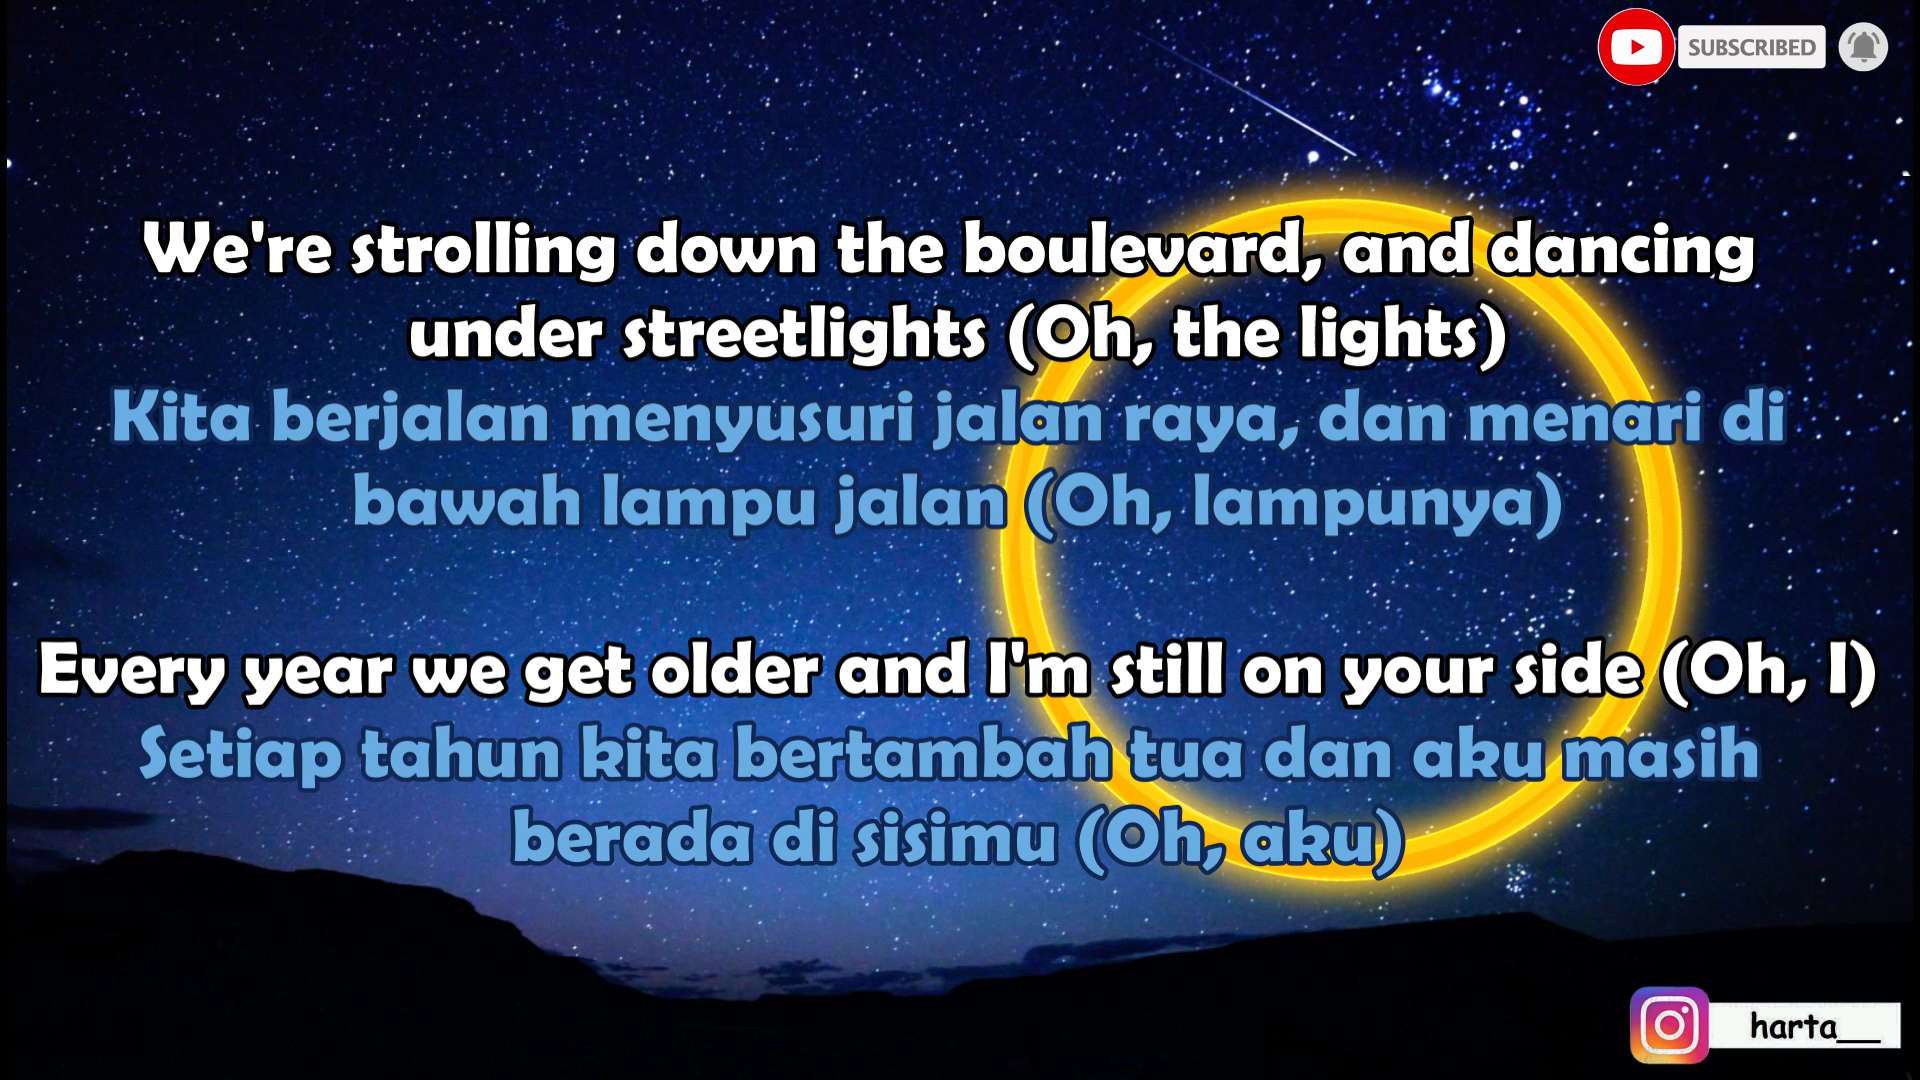 SUBSCRIBED
We're strolling down the boulevard, and dancing
under streetlights (Oh, the lights)
Kita berjalan menyusuri jalan raya, dan menari di
bawah lampu jalan (Oh, lampunya)
Every year we get older and I'm still on your side (Oh, I)
Setiap tahun kita bertambah tua dan aku masih
berada di sisimu (Oh, aku)
harta__